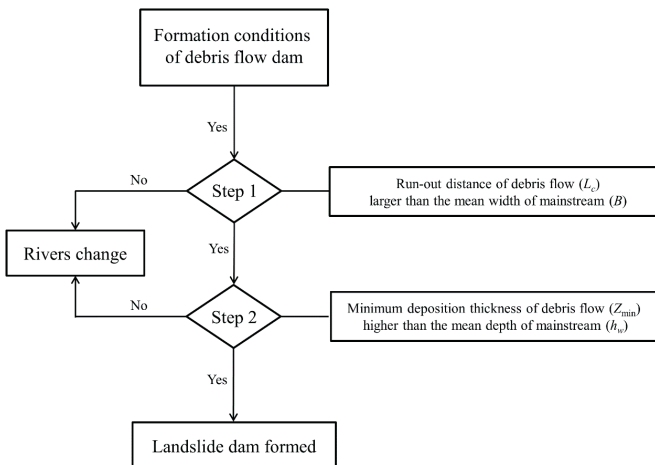 Formation conditions
of debris flow dam
Yes
No
Step 1
Run-out distance of debris flow (Lc)
larger than the mean width of mainstream (B)
Rivers change
Yes
No
Step 2
Minimum deposition thickness of debris flow (Zmin)
higher than the mean depth of mainstream (hw)
Yes
Landslide dam formed